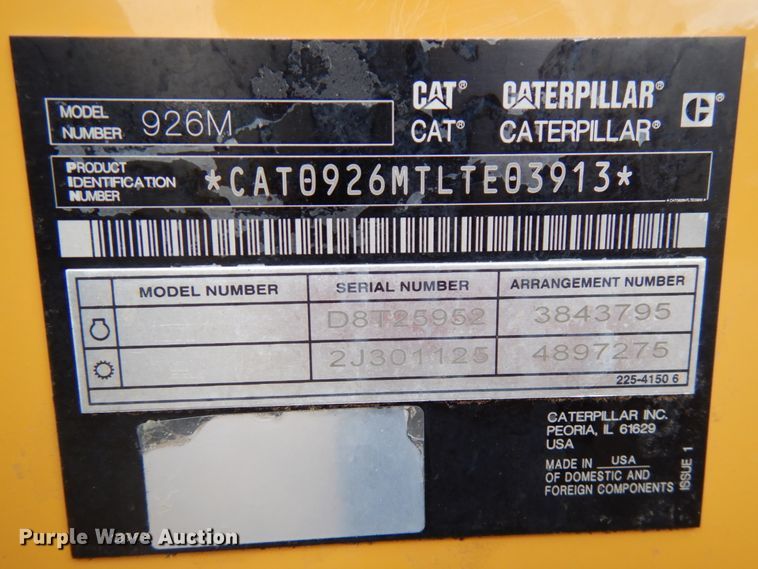 CAT® CATERPILLAR®
MODEL NUMBER 926M CAT® CATERPILLAR® C®
PRODUCT IDENTIFICATION NUMBER *CAT0926MTLTE03913*
MODEL NUMBER SERIAL NUMBER ARRANGEMENT NUMBER
D8T25952 3843795
2J301125 4897275
225-4150 6
CATERPILLAR INC.
PEORIA, IL 61629
USA
MADE IN USA
OF DOMESTIC AND
FOREIGN COMPONENTS
ISSUE 1
Purple Wave Auction